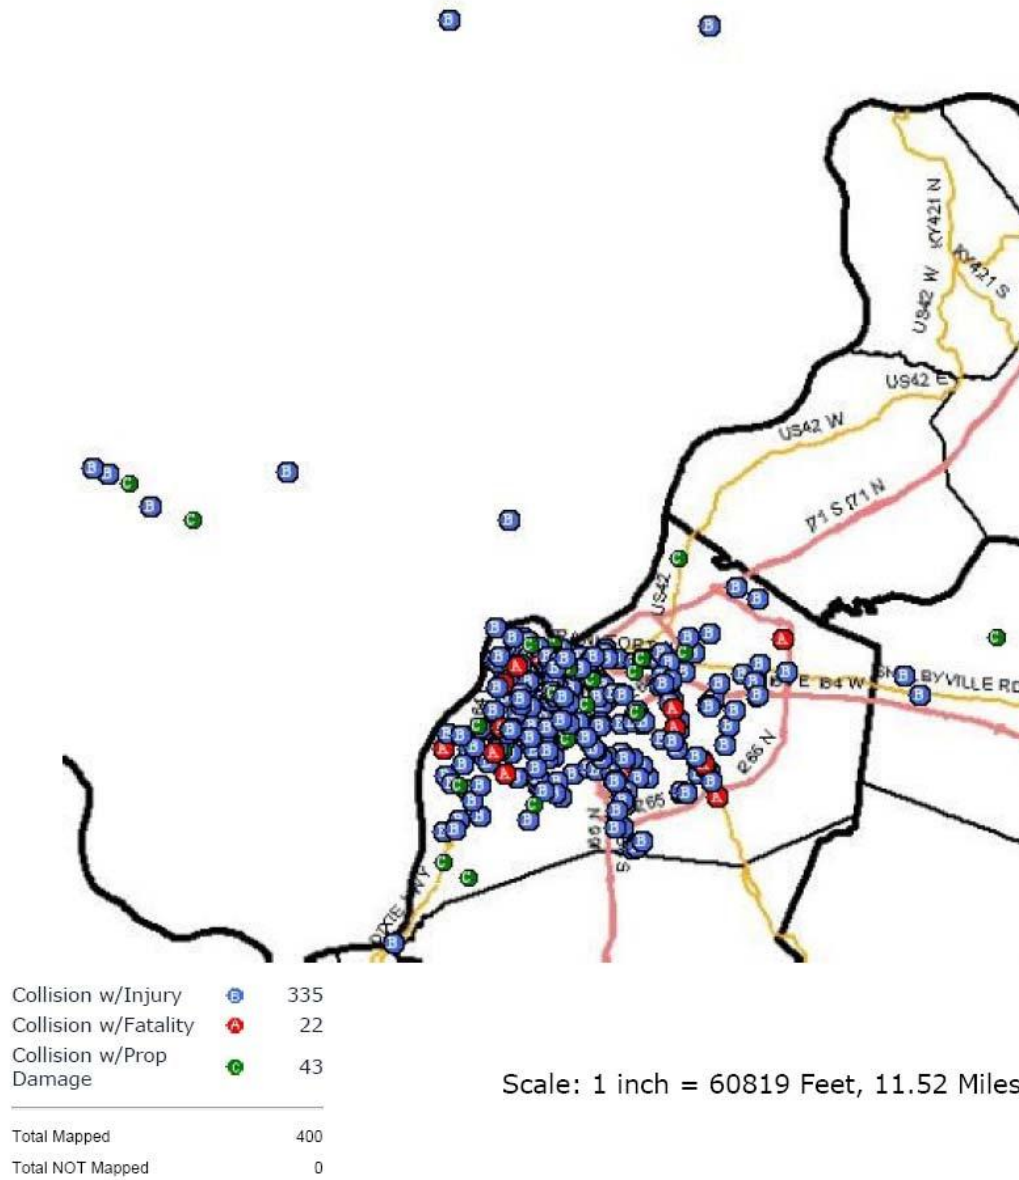 KY421 N
KY421 S
US42 W
US42 E
US42 W
I71 S I71 N
US42
I64 W
BYVILLE RD
I265 N
I265
I65 N
DIXIE HWY
Collision w/Injury B 335
Collision w/Fatality A 22
Collision w/Prop
Damage C 43
Scale: 1 inch = 60819 Feet, 11.52 Miles
Total Mapped 400
Total NOT Mapped 0